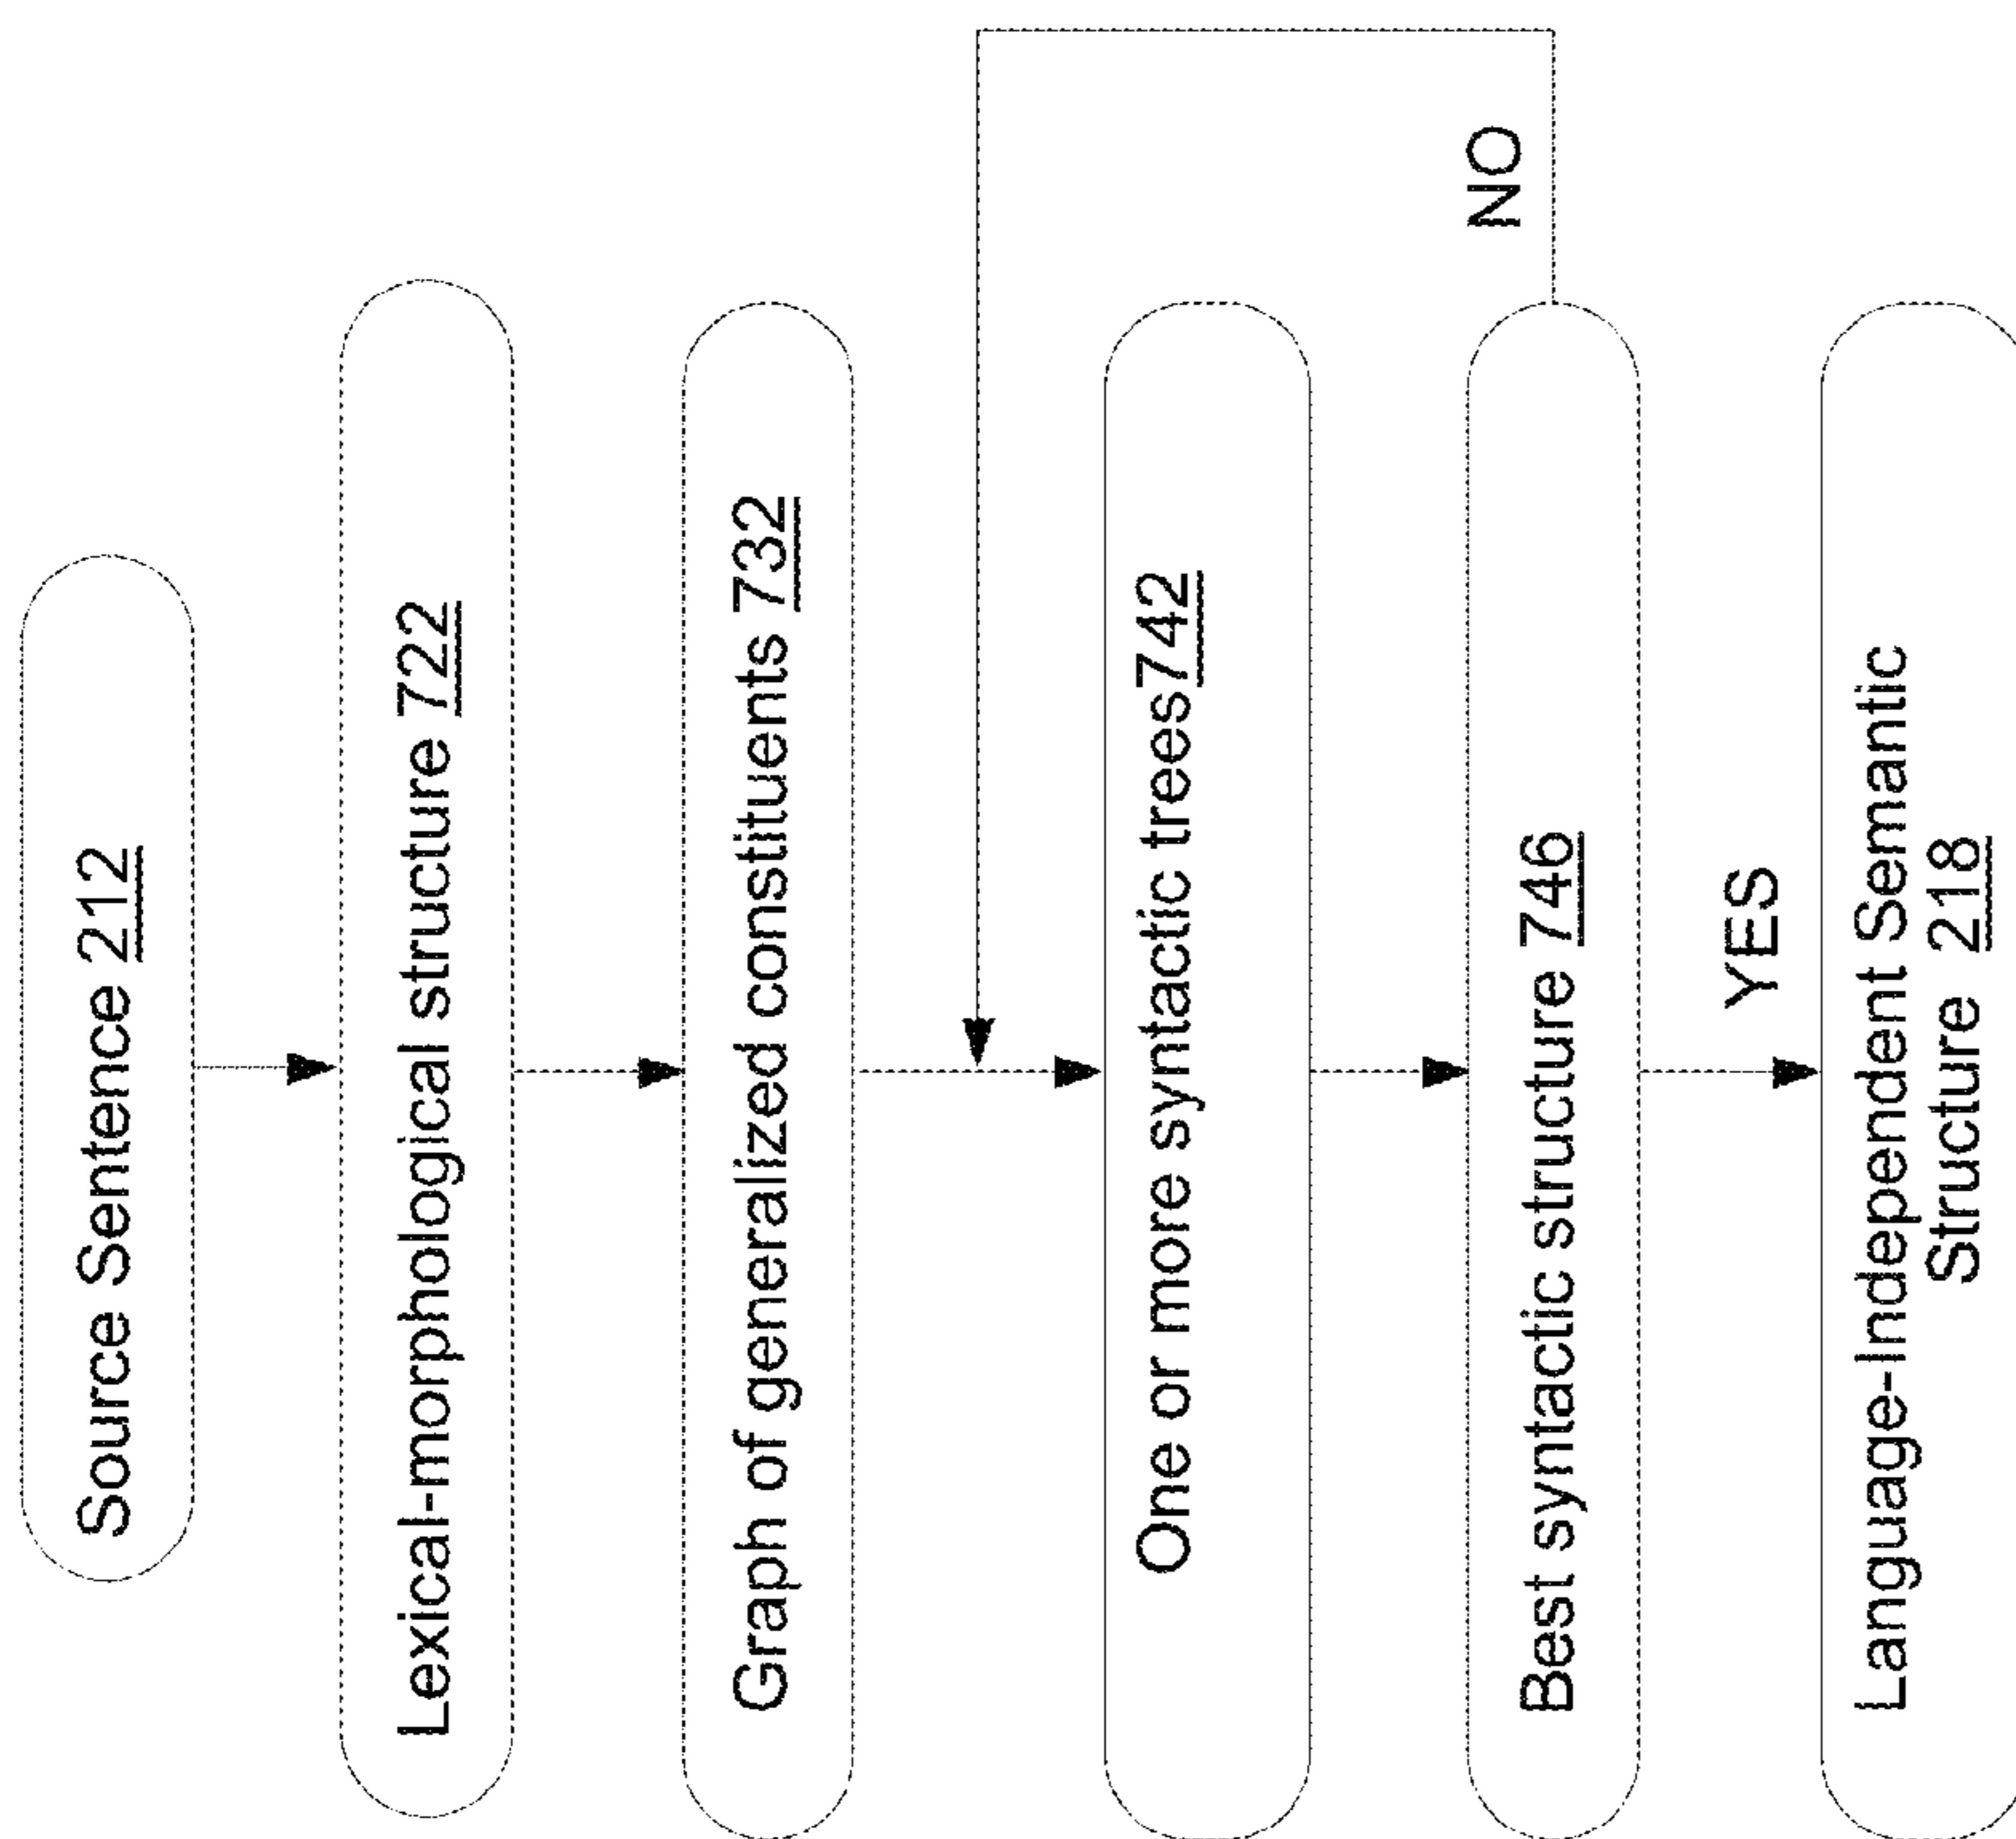 Source Sentence 212
Lexical-morphological structure 722
Graph of generalized constituents 732
One or more syntactic trees742
Best syntactic structure 746
NO
YES
Language-Independent Semantic
Structure 218